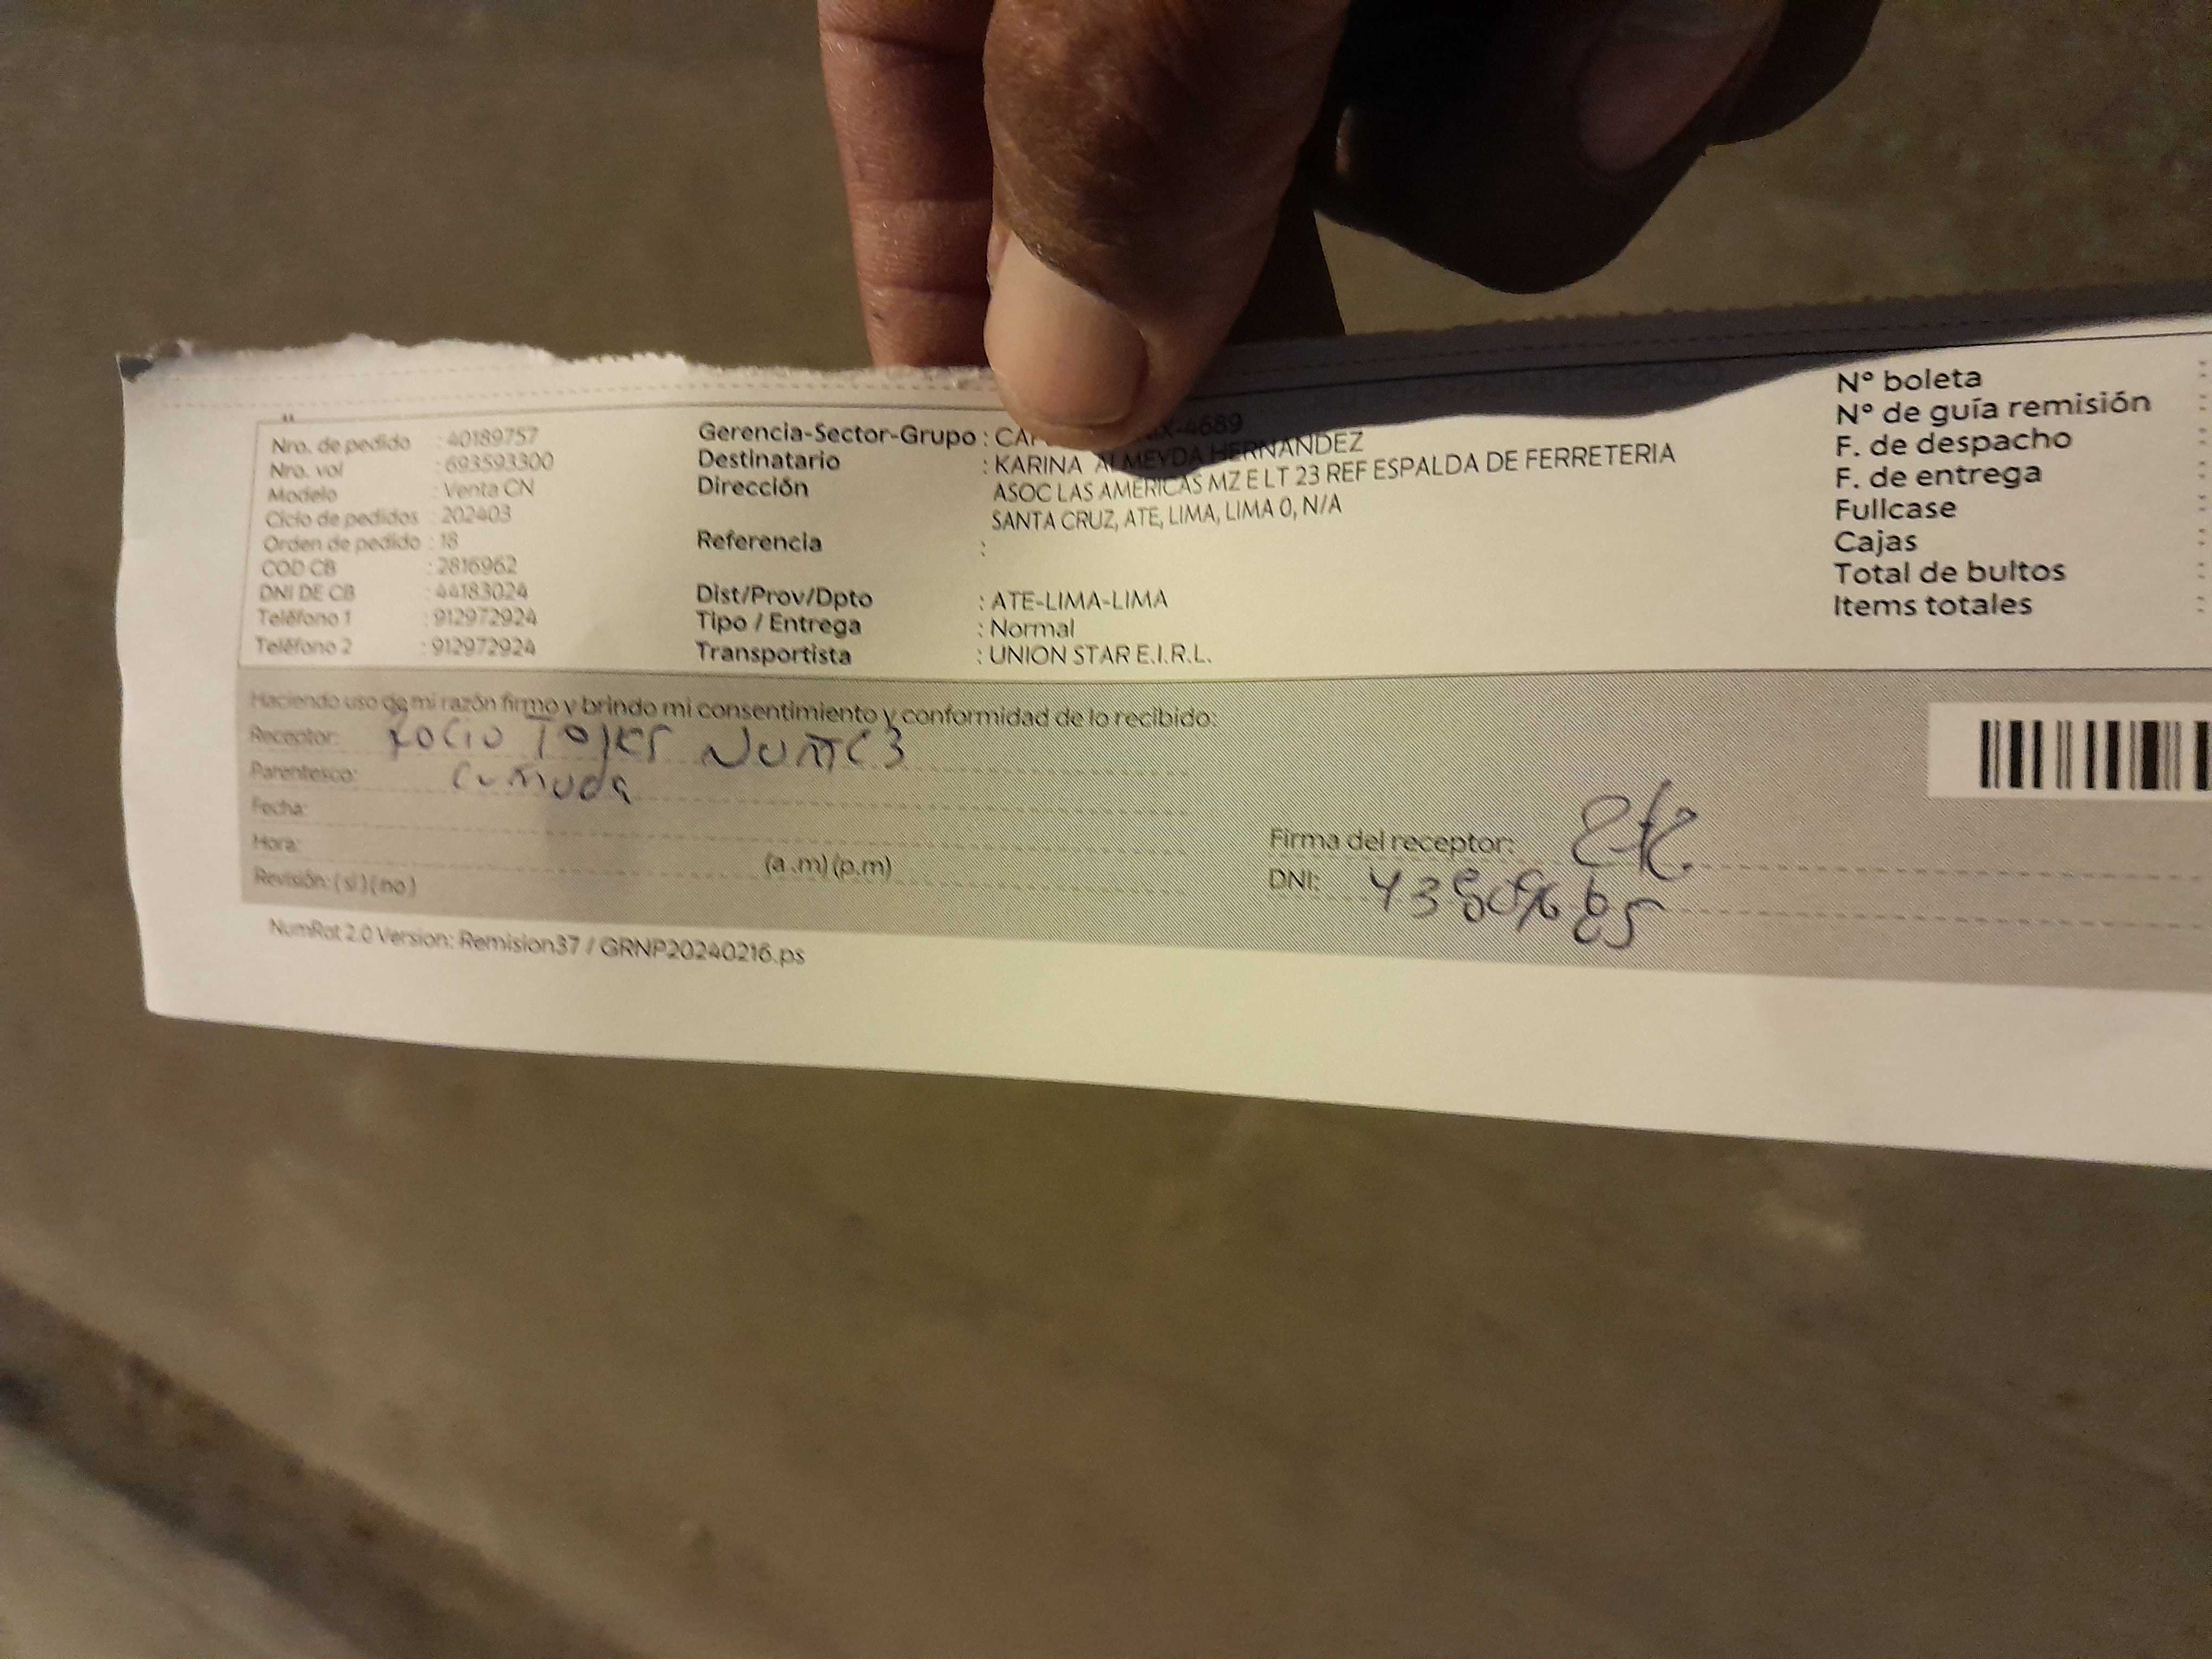 Nro. de pedido : 40189757
Nro. vol : 693593300
Modelo : Venta CN
Ciclo de pedidos : 202403
Orden de pedido : 18
COD CB : 2816962
DNI DE CB : 44183024
Teléfono 1 : 912972924
Teléfono 2 : 912972924
Gerencia-Sector-Grupo : -4689
Destinatario : KARINA ALMEYDA HERNANDEZ
Dirección ASOC LAS AMERICAS MZ E LT 23 REF ESPALDA DE FERRETERIA
SANTA CRUZ, ATE, LIMA, LIMA 0, N/A
Referencia :
Dist/Prov/Dpto : ATE-LIMA-LIMA
Tipo / Entrega : Normal
Transportista : UNION STAR E.I.R.L.
N° boleta :
N° de guía remisión :
F. de despacho :
F. de entrega :
Fullcase :
Cajas :
Total de bultos :
Items totales :
Haciendo uso de mi razón firmo y brindo mi consentimiento y conformidad de lo recibido:
Receptor: Rocio
Parentesco:
Fecha:
Hora: (a.m) (p.m)
Revisión: ( si ) ( no )
Firma del receptor:
DNI:
NumRot 2.0 Version: Remision37 / GRNP20240216.ps